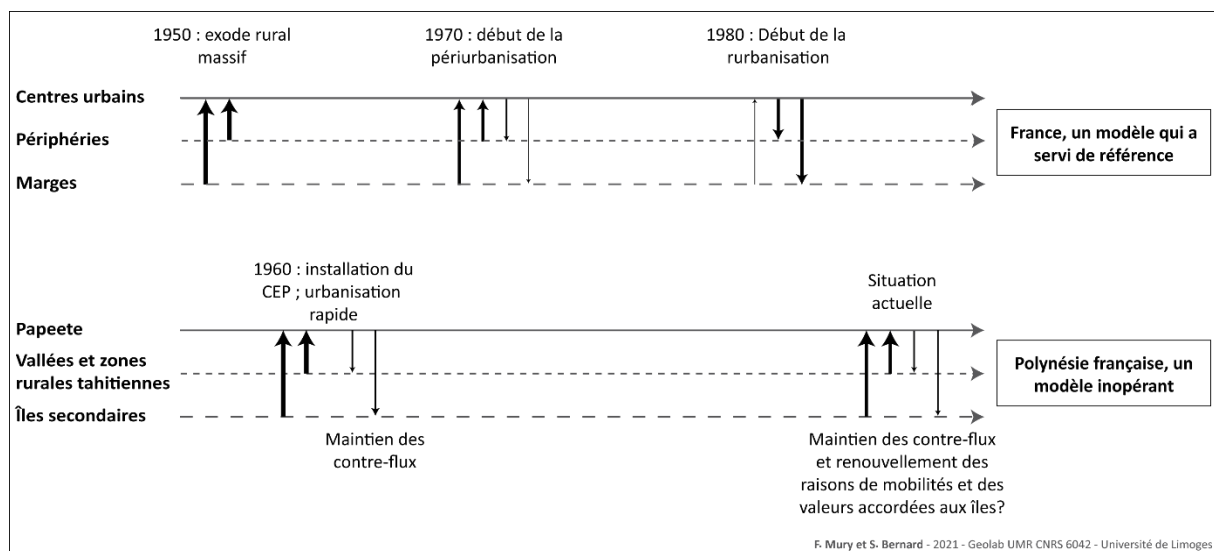 1950 : exode rural
massif
1970 : début de la
périurbanisation
1980 : Début de la
rurbanisation
Centres urbains
Périphéries
Marges
France, un modèle qui a
servi de référence
1960 : installation du
CEP ; urbanisation
rapide
Situation
actuelle
Papeete
Vallées et zones
rurales tahitiennes
Îles secondaires
Polynésie française, un
modèle inopérant
Maintien des
contre-flux
Maintien des contre-flux
et renouvellement des
raisons de mobilités et des
valeurs accordées aux îles?
F. Mury et S. Bernard - 2021 - Geolab UMR CNRS 6042 - Université de Limoges